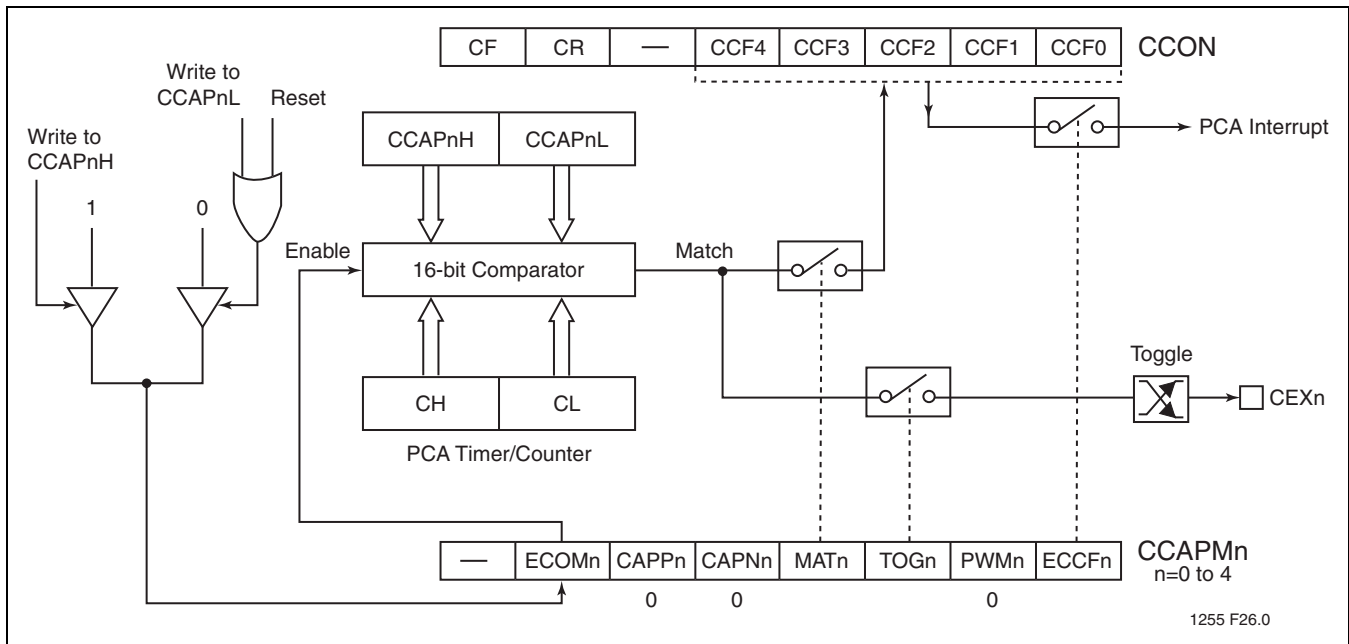 CF CR — CCF4 CCF3 CCF2 CCF1 CCF0 CCON
Write to
CCAPnL Reset
Write to
CCAPnH
CCAPnH CCAPnL
PCA Interrupt
1 0
Enable
16-bit Comparator
Match
Toggle
CH CL
CEXn
PCA Timer/Counter
— ECOMn CAPPn CAPNn MATn TOGn PWMn ECCFn CCAPMn
n=0 to 4
0 0 0
1255 F26.0